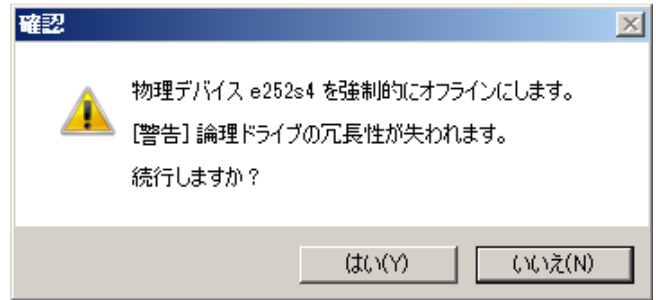 確認
物理デバイス e252s4 を強制的にオフラインにします。
[警告] 論理ドライブの冗長性が失われます。
続行しますか？
はい(Y)
いいえ(N)